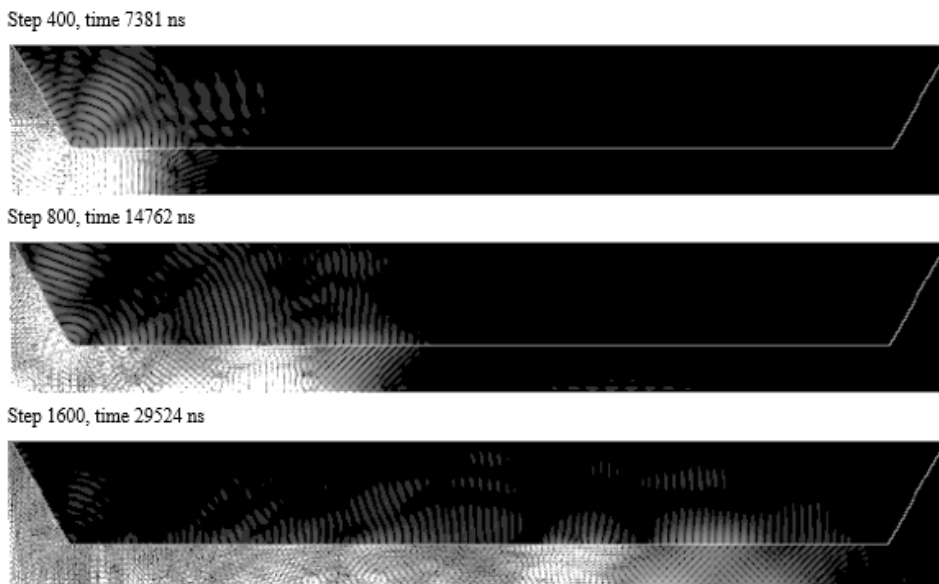 Step 400, time 7381 ns
Step 800, time 14762 ns
Step 1600, time 29524 ns